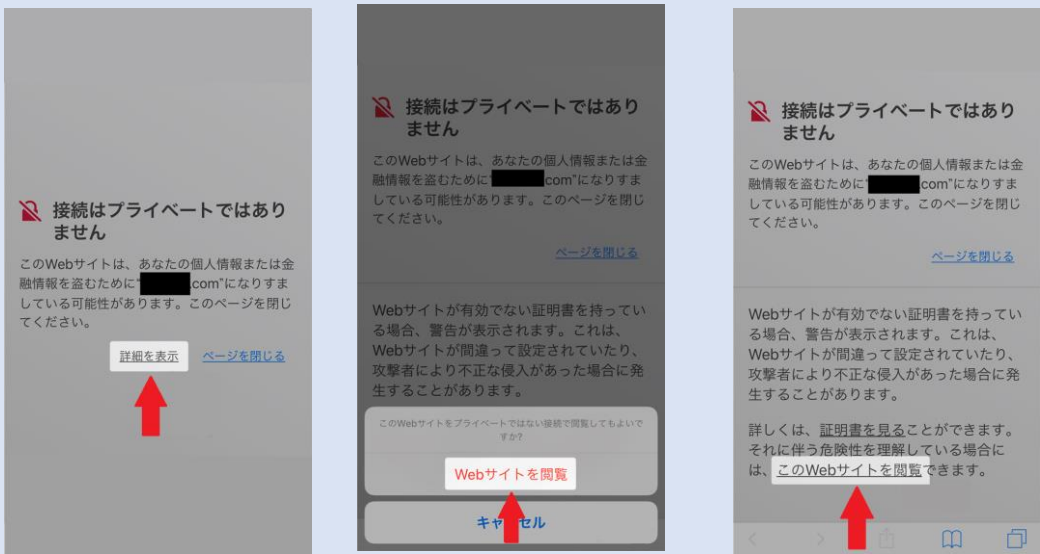 接続はプライベートではあり
ません
このWebサイトは、あなたの個人情報または金
融情報を盗むために" .com"になりすま
している可能性があります。このページを閉じ
てください。
詳細を表示 ページを閉じる
接続はプライベートではあり
ません
このWebサイトは、あなたの個人情報または金
融情報を盗むために" com"になりすま
している可能性があります。このページを閉じ
てください。
ページを閉じる
Webサイトが有効でない証明書を持ってい
る場合、警告が表示されます。これは、
Webサイトが間違って設定されていたり、
攻撃者により不正な侵入があった場合に発
生することがあります。
このWebサイトをプライベートではない接続で閲覧してもよいで
すか?
Webサイトを閲覧
キャンセル
接続はプライベートではあり
ません
このWebサイトは、あなたの個人情報または金
融情報を盗むために" com"になりすま
している可能性があります。このページを閉じ
てください。
ページを閉じる
Webサイトが有効でない証明書を持ってい
る場合、警告が表示されます。これは、
Webサイトが間違って設定されていたり、
攻撃者により不正な侵入があった場合に発
生することがあります。
詳しくは、証明書を見ることができます。
それに伴う危険性を理解している場合に
は、このWebサイトを閲覧できます。